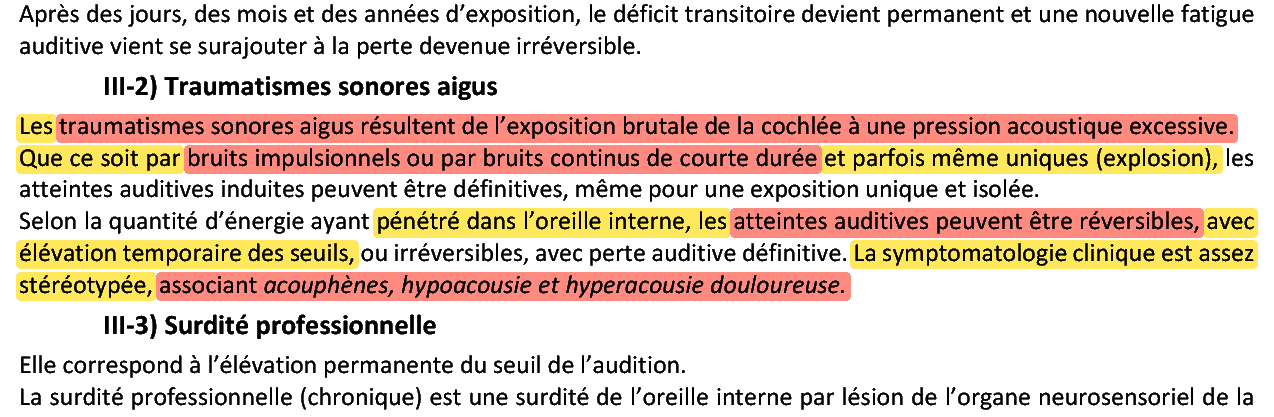 Après des jours, des mois et des années d’exposition, le déficit transitoire devient permanent et une nouvelle fatigue
auditive vient se surajouter à la perte devenue irréversible.
III-2) Traumatismes sonores aigus
Les traumatismes sonores aigus résultent de l’exposition brutale de la cochlée à une pression acoustique excessive.
Que ce soit par bruits impulsionnels ou par bruits continus de courte durée et parfois même uniques (explosion), les
atteintes auditives induites peuvent être définitives, même pour une exposition unique et isolée.
Selon la quantité d’énergie ayant pénétré dans l’oreille interne, les atteintes auditives peuvent être réversibles, avec
élévation temporaire des seuils, ou irréversibles, avec perte auditive définitive. La symptomatologie clinique est assez
stéréotypée, associant acouphènes, hypoacousie et hyperacousie douloureuse.
III-3) Surdité professionnelle
Elle correspond à l’élévation permanente du seuil de l’audition.
La surdité professionnelle (chronique) est une surdité de l’oreille interne par lésion de l’organe neurosensoriel de la